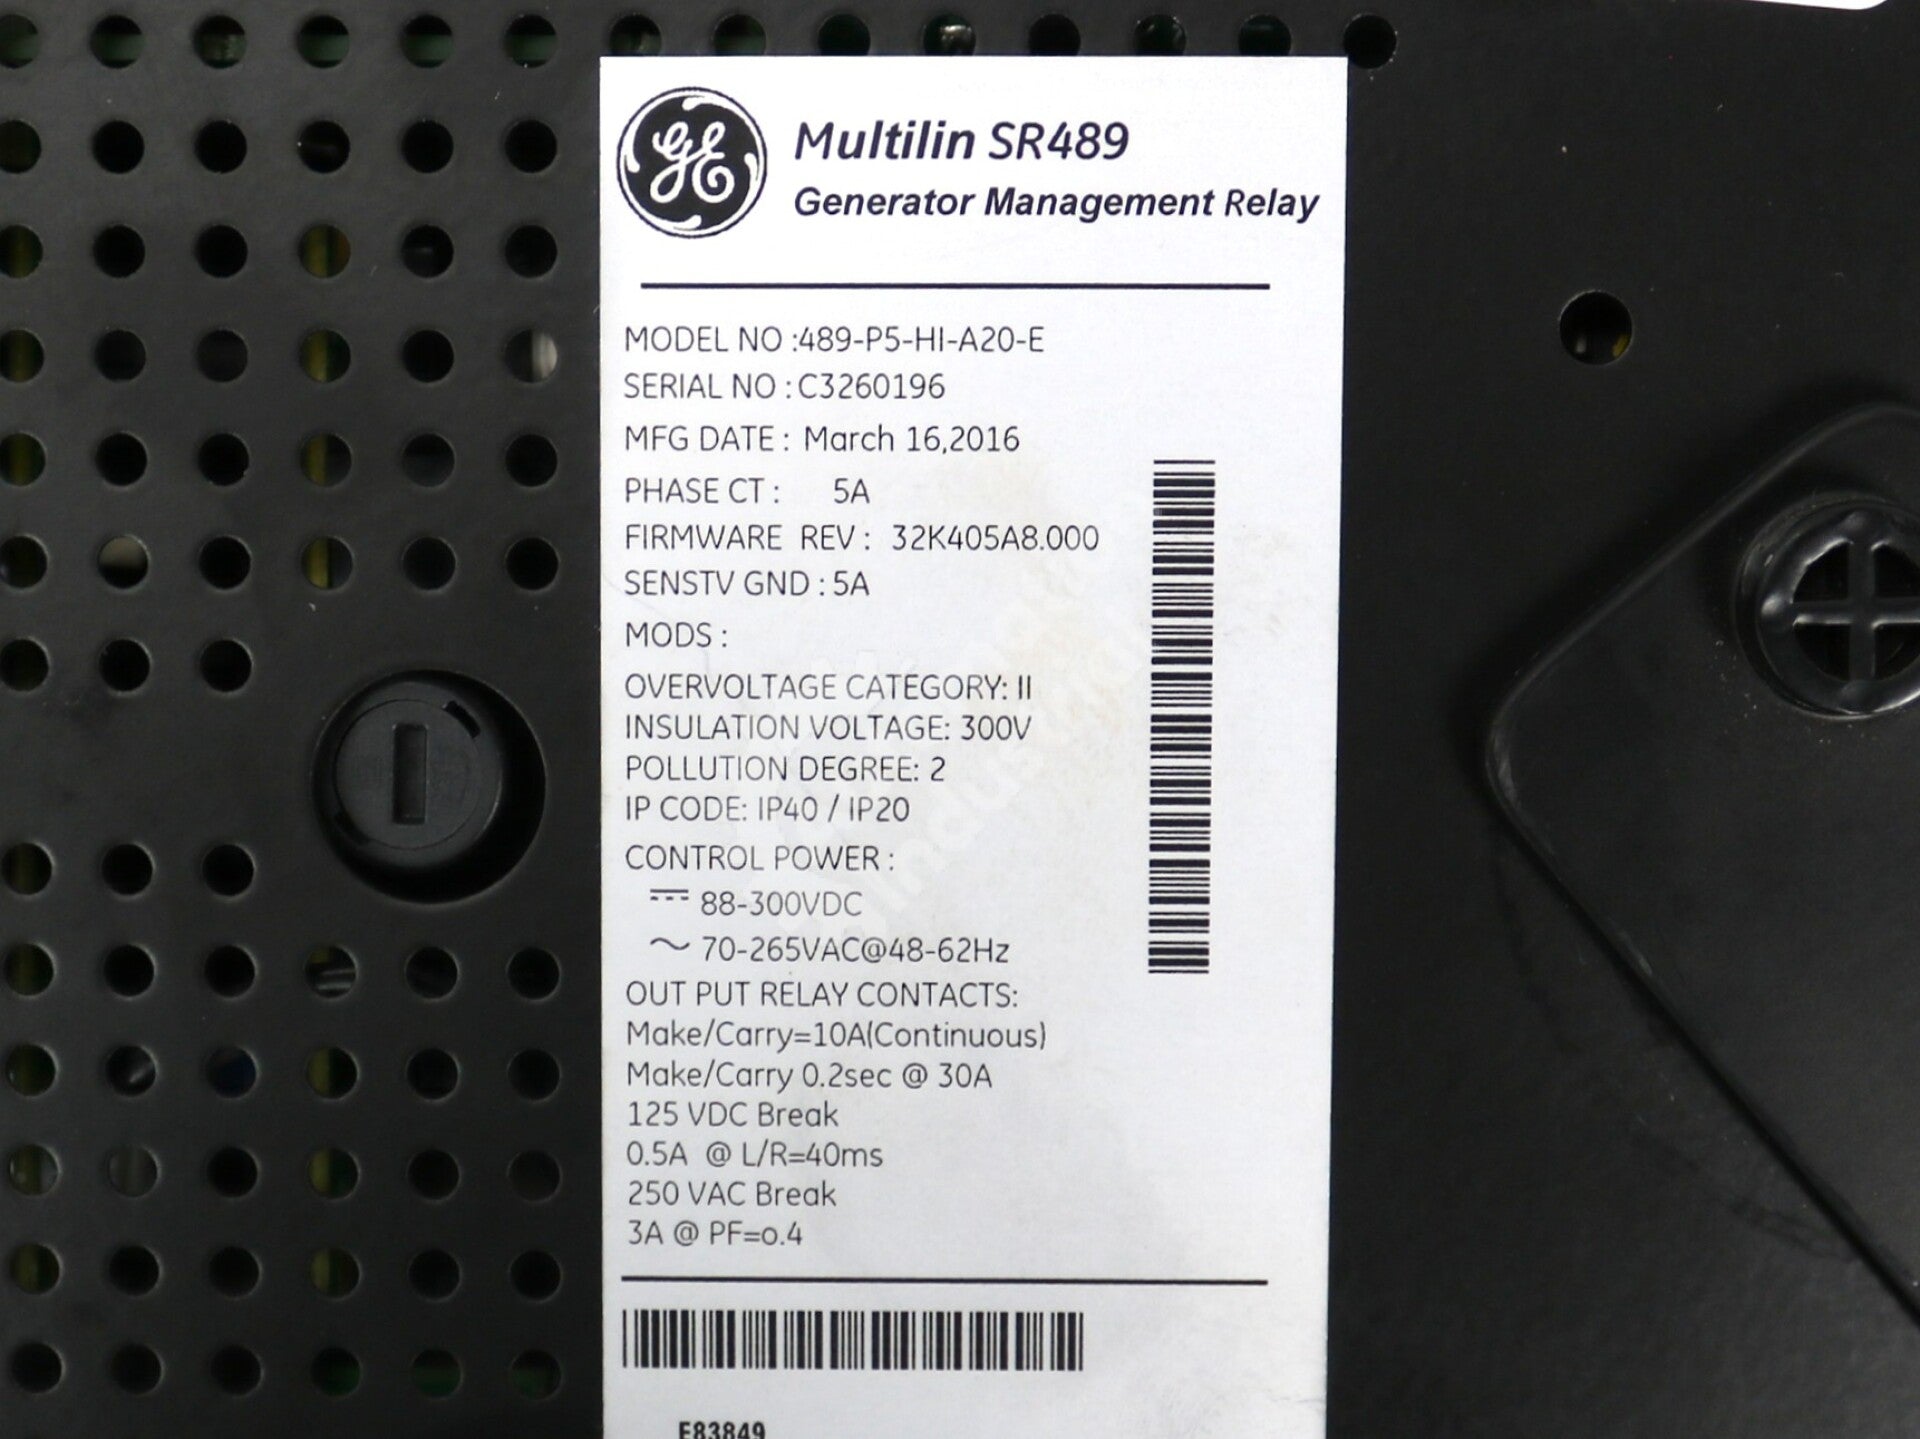 GE
Multilin SR489
Generator Management Relay
MODEL NO :489-P5-HI-A20-E
SERIAL NO : C3260196
MFG DATE : March 16,2016
PHASE CT : 5A
FIRMWARE REV : 32K405A8.000
SENSTV GND : 5A
MODS :
OVERVOLTAGE CATEGORY: II
INSULATION VOLTAGE: 300V
POLLUTION DEGREE: 2
IP CODE: IP40 / IP20
CONTROL POWER :
88-300VDC
~ 70-265VAC@48-62Hz
OUT PUT RELAY CONTACTS:
Make/Carry=10A(Continuous)
Make/Carry 0.2sec @ 30A
125 VDC Break
0.5A @ L/R=40ms
250 VAC Break
3A @ PF=o.4
E83849